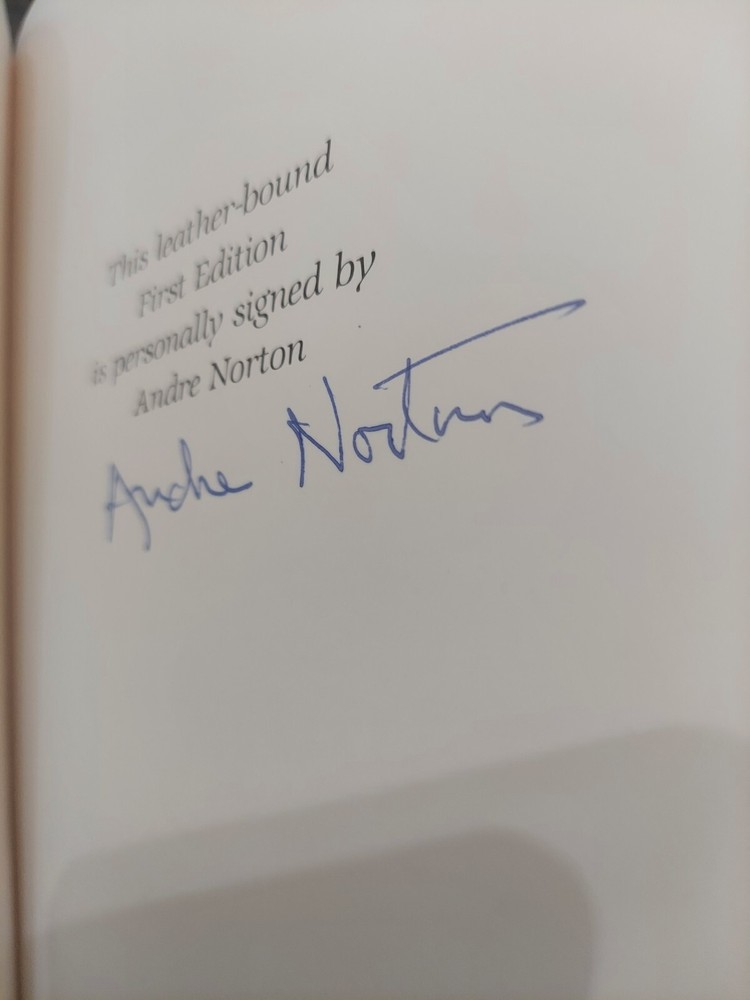 This leather-bound
First Edition
is personally signed by
Andre Norton
Andre Norton